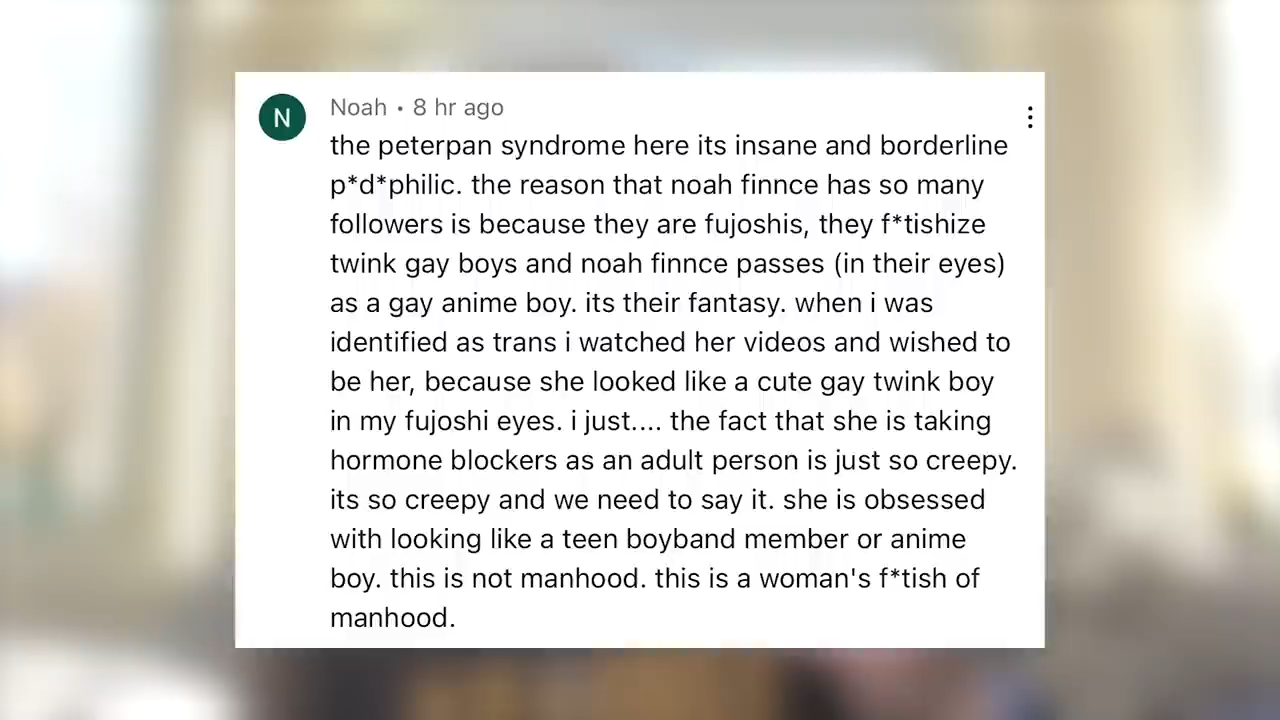 N
Noah • 8 hr ago
the peterpan syndrome here its insane and borderline
p*d*philic. the reason that noah finnce has so many
followers is because they are fujoshis, they f*tishize
twink gay boys and noah finnce passes (in their eyes)
as a gay anime boy. its their fantasy. when i was
identified as trans i watched her videos and wished to
be her, because she looked like a cute gay twink boy
in my fujoshi eyes. i just.... the fact that she is taking
hormone blockers as an adult person is just so creepy.
its so creepy and we need to say it. she is obsessed
with looking like a teen boyband member or anime
boy. this is not manhood. this is a woman's f*tish of
manhood.